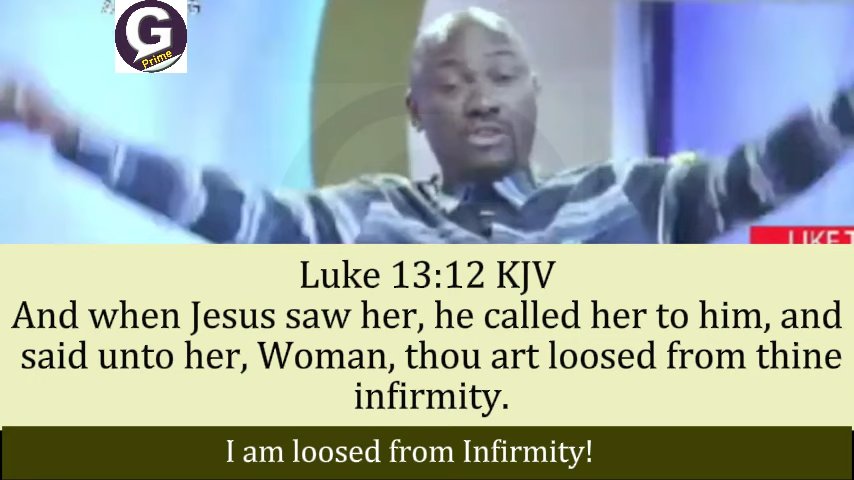 G
Prime
LIKE T
Luke 13:12 KJV
And when Jesus saw her, he called her to him, and
said unto her, Woman, thou art loosed from thine
infirmity.
I am loosed from Infirmity!